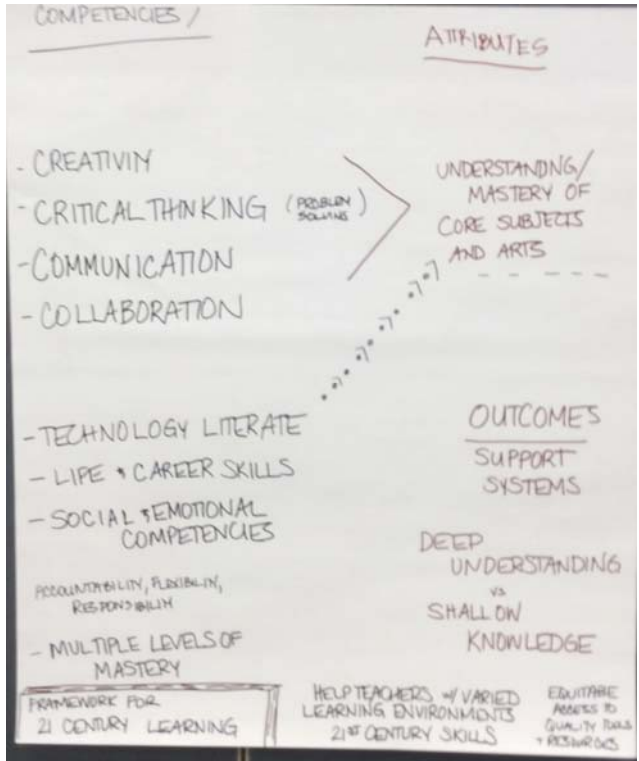 COMPETENCIES /
- CREATIVITY
- CRITICAL THINKING (PROBLEM
SOLVING)
- COMMUNICATION
- COLLABORATION
- TECHNOLOGY LITERATE
- LIFE & CAREER SKILLS
- SOCIAL & EMOTIONAL
COMPETENCIES
ACCOUNTABILITY, FLEXIBILITY,
RESPONSIBILITY
- MULTIPLE LEVELS OF
MASTERY
FRAMEWORK FOR
21 CENTURY LEARNING
ATTRIBUTES
UNDERSTANDING/
MASTERY OF
CORE SUBJECTS
AND ARTS
OUTCOMES
SUPPORT
SYSTEMS
DEEP
UNDERSTANDING
vs
SHALLOW
KNOWLEDGE
HELP TEACHERS w/ VARIED
LEARNING ENVIRONMENTS
21ST CENTURY SKILLS
EQUITABLE
ACCESS TO
QUALITY TOOLS
+ RESOURCES